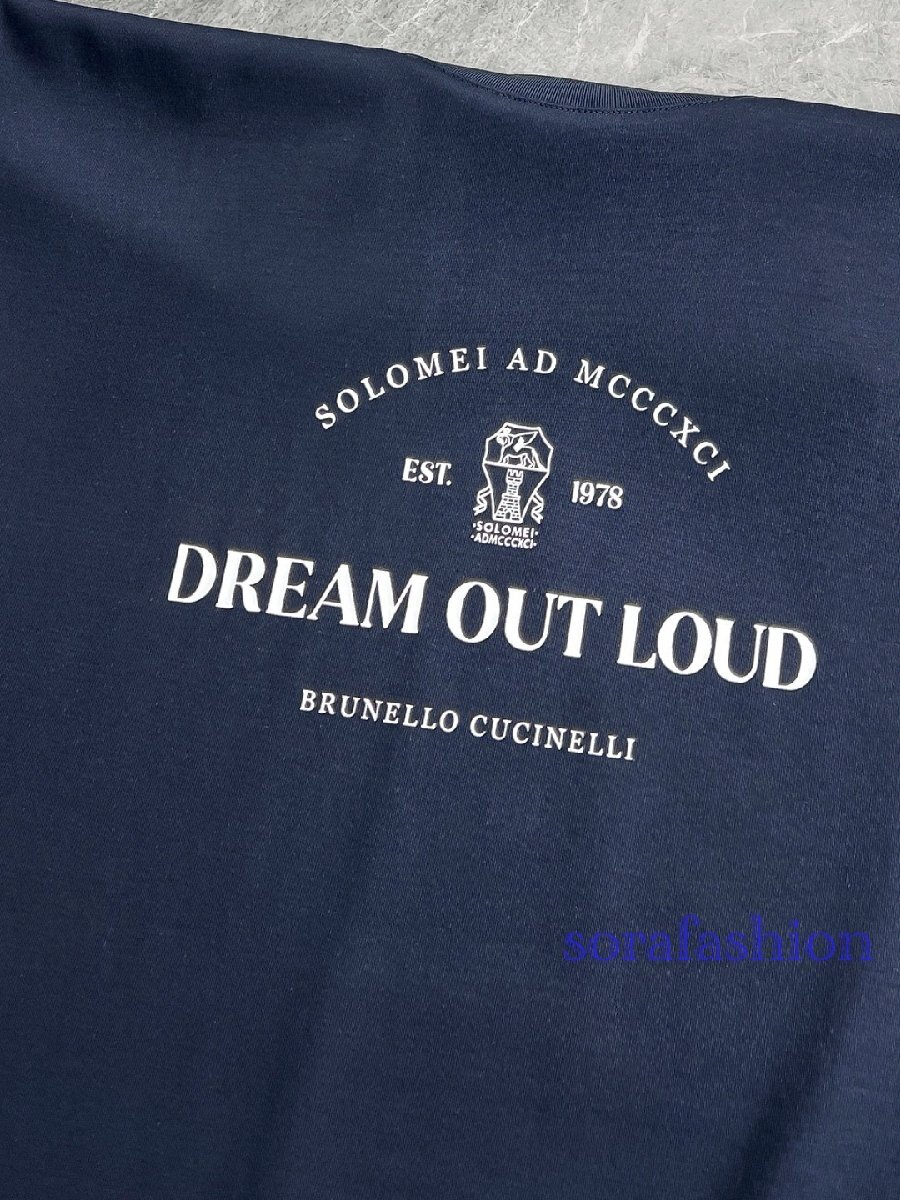 SOLOMEI AD MCCCXCI
EST. 1978
·SOLOMEI·
·ADMCCCXCI·
DREAM OUT LOUD
BRUNELLO CUCINELLI
sorafashion